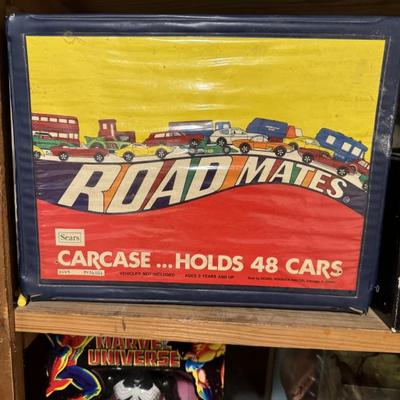 ROAD MATES
Sears
CARCASE ... HOLDS 48 CARS
VEHICLES NOT INCLUDED AGES 3 YEARS AND UP
MARVEL
UNIVERSE